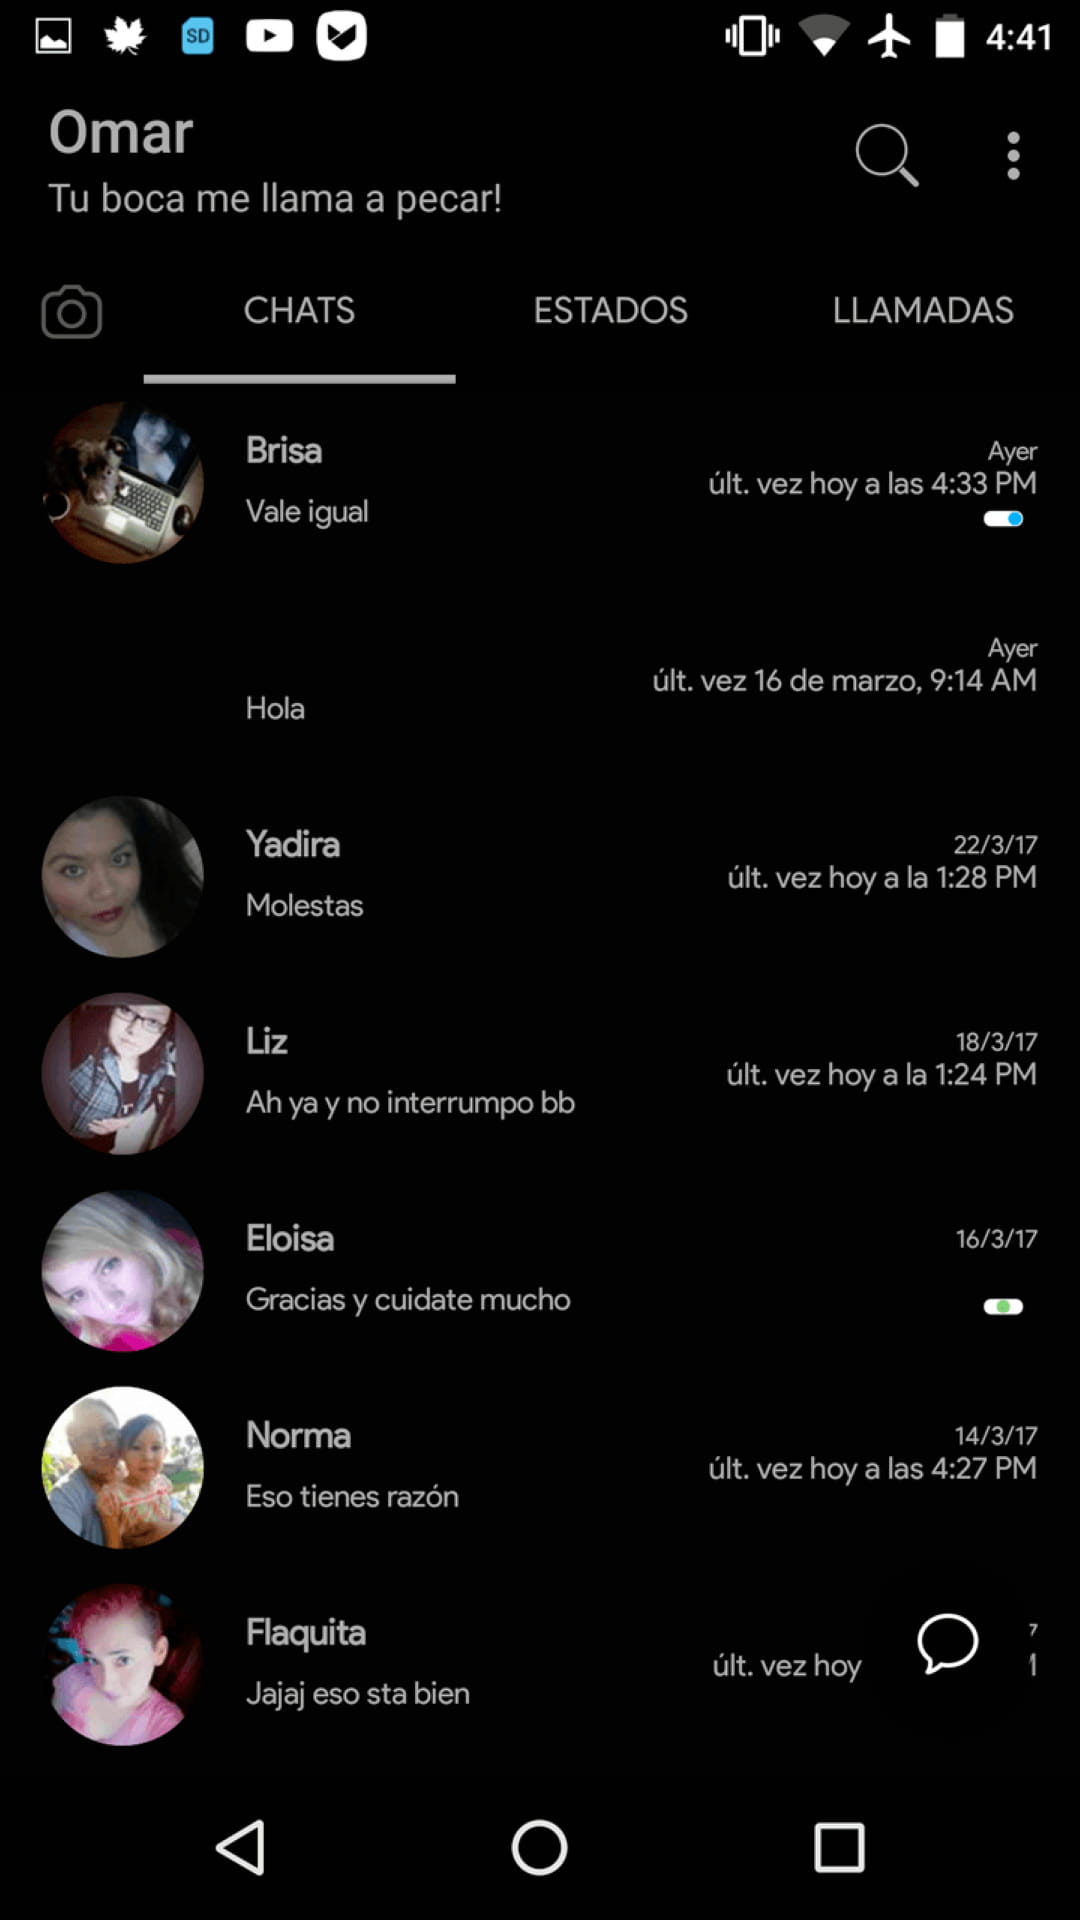 SD
4:41
Omar
Tu boca me llama a pecar!
CHATS
ESTADOS
LLAMADAS
Brisa
Ayer
últ. vez hoy a las 4:33 PM
Vale igual
Ayer
últ. vez 16 de marzo, 9:14 AM
Hola
Yadira
22/3/17
últ. vez hoy a la 1:28 PM
Molestas
Liz
18/3/17
últ. vez hoy a la 1:24 PM
Ah ya y no interrumpo bb
Eloisa
16/3/17
Gracias y cuidate mucho
Norma
14/3/17
últ. vez hoy a las 4:27 PM
Eso tienes razón
Flaquita
últ. vez hoy
Jajaj eso sta bien